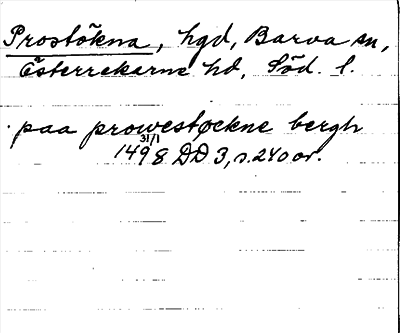 Prostökna, hgd, Barva sn,
Österrekarne hd, Söd. l.
paa prowestøckne bergh
31/1
1498 DD 3, s. 240 or.